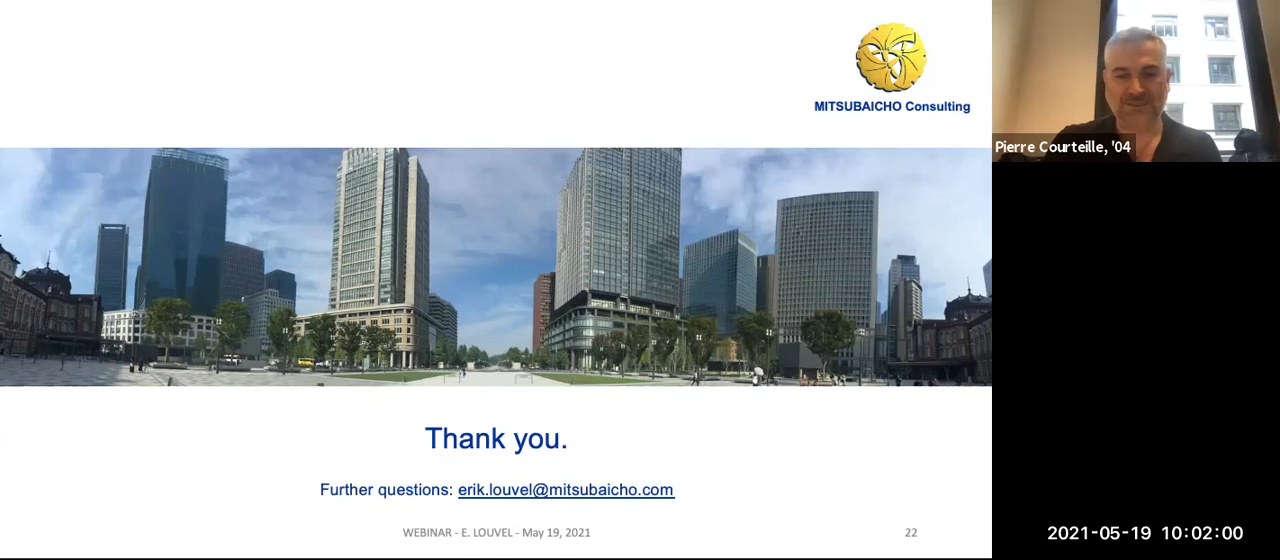 MITSUBAICHO Consulting
Pierre Courteille, '04
Thank you.
Further questions: erik.louvel@mitsubaicho.com
WEBINAR - E. LOUVEL - May 19, 2021
22
2021-05-19 10:02:00